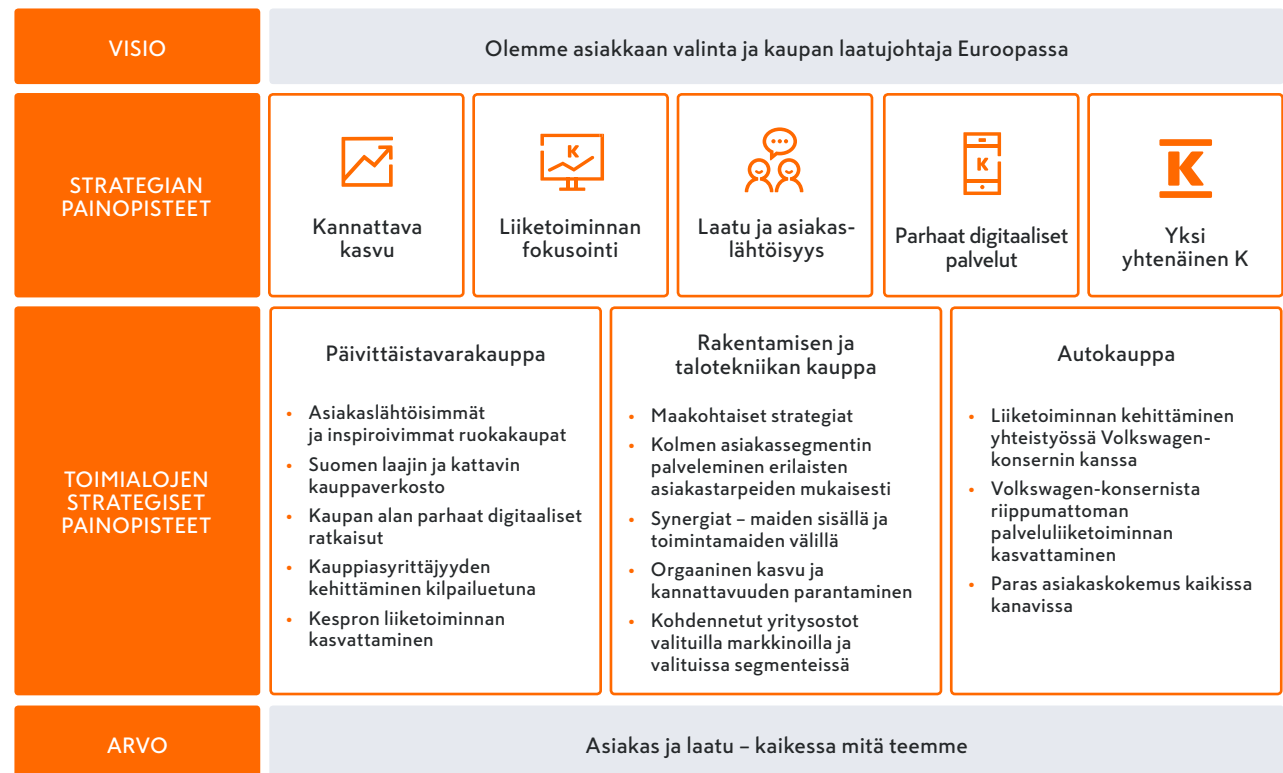 VISIO
Olemme asiakkaan valinta ja kaupan laatujohtaja Euroopassa
STRATEGIAN
PAINOPISTEET
Kannattava
kasvu
K
Liiketoiminnan
fokusointi
Laatu ja asiakas-
lähtöisyys
K
Parhaat digitaaliset
palvelut
K
Yksi
yhtenäinen K
TOIMIALOJEN
STRATEGISET
PAINOPISTEET
Päivittäistavarakauppa
• Asiakaslähtöisimmät
ja inspiroivimmat ruokakaupat
• Suomen laajin ja kattavin
kauppaverkosto
• Kaupan alan parhaat digitaaliset
ratkaisut
• Kauppiasyrittäjyyden
kehittäminen kilpailuetuna
• Kespron liiketoiminnan
kasvattaminen
Rakentamisen ja
talotekniikan kauppa
• Maakohtaiset strategiat
• Kolmen asiakassegmentin
palveleminen erilaisten
asiakastarpeiden mukaisesti
• Synergiat – maiden sisällä ja
toimintamaiden välillä
• Orgaaninen kasvu ja
kannattavuuden parantaminen
• Kohdennetut yritysostot
valituilla markkinoilla ja
valituissa segmenteissä
Autokauppa
• Liiketoiminnan kehittäminen
yhteistyössä Volkswagen-
konsernin kanssa
• Volkswagen-konsernista
riippumattoman
palveluliiketoiminnan
kasvattaminen
• Paras asiakaskokemus kaikissa
kanavissa
ARVO
Asiakas ja laatu – kaikessa mitä teemme